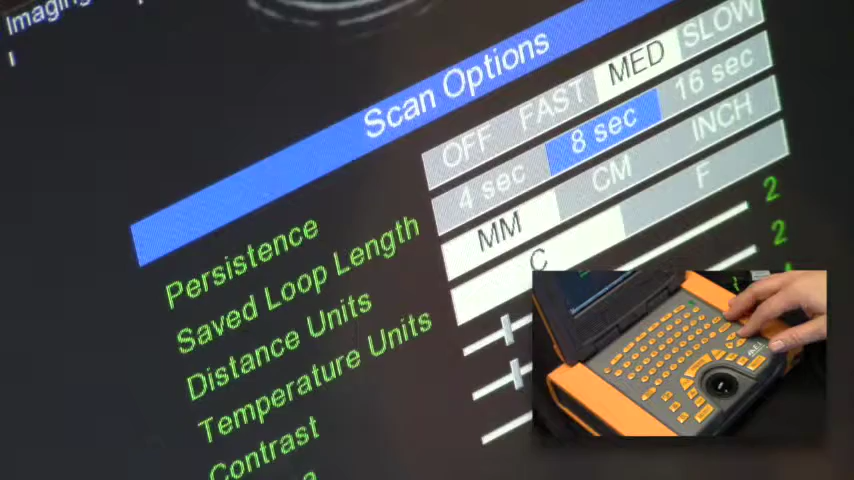 Imaging
Scan Options
Persistence OFF FAST MED SLOW
Saved Loop Length 4 sec 8 sec 16 sec
Distance Units MM CM INCH
Temperature Units C F
Contrast 2
2